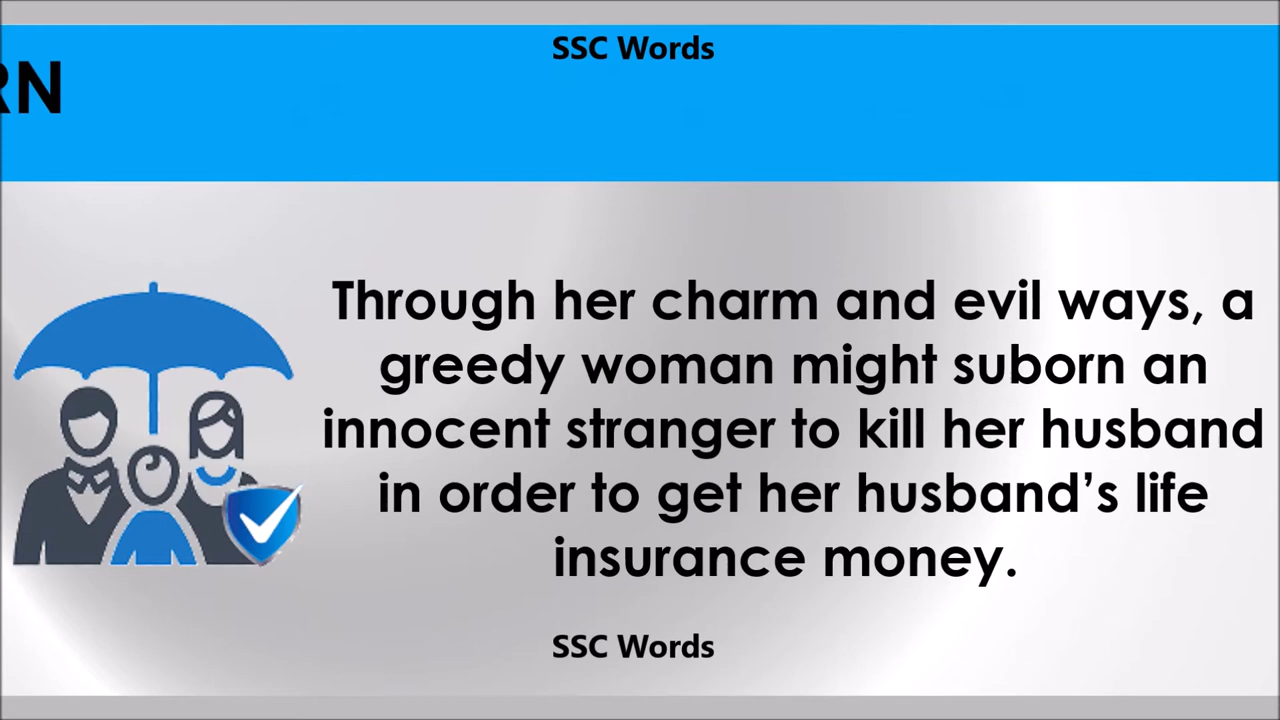 SSC Words
RN
Through her charm and evil ways, a
greedy woman might suborn an
innocent stranger to kill her husband
in order to get her husband’s life
insurance money.
SSC Words